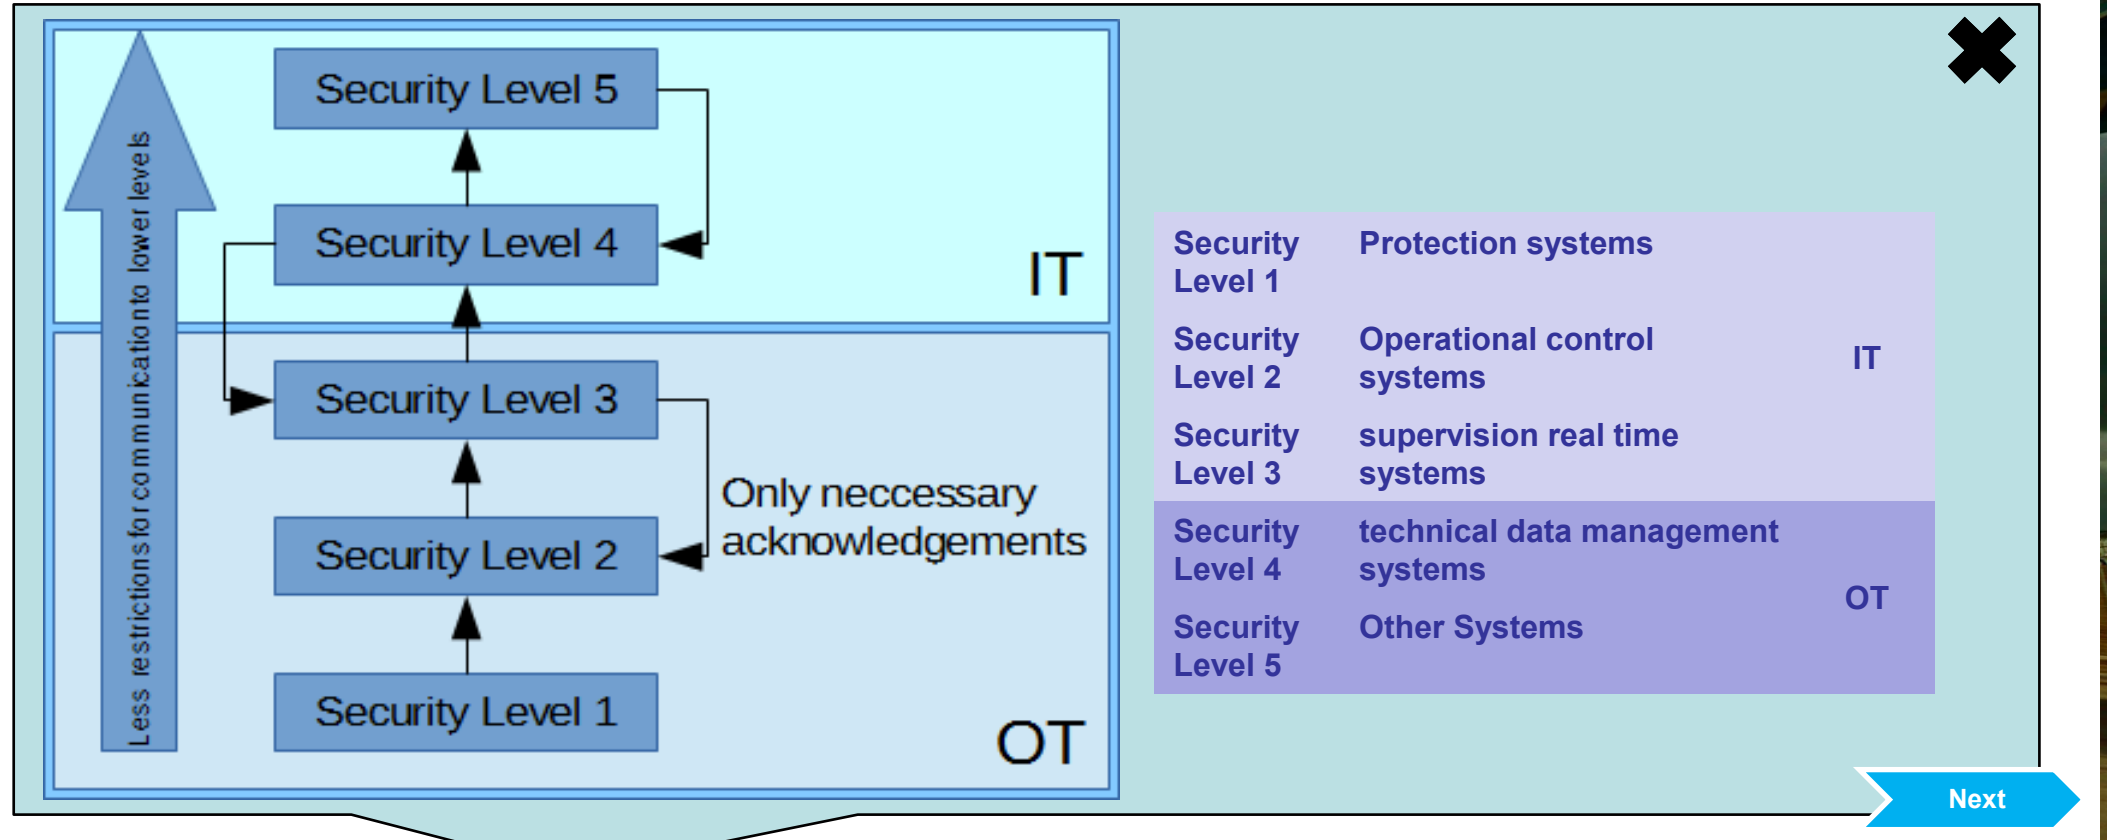 Less restrictions for communication to lower levels
Security Level 5
Security Level 4
IT
Security Level 3
Only neccessary
acknowledgements
Security Level 2
Security Level 1
OT
Security
Level 1
Protection systems
Security
Level 2
Operational control
systems
IT
Security
Level 3
supervision real time
systems
Security
Level 4
technical data management
systems
OT
Security
Level 5
Other Systems
Next